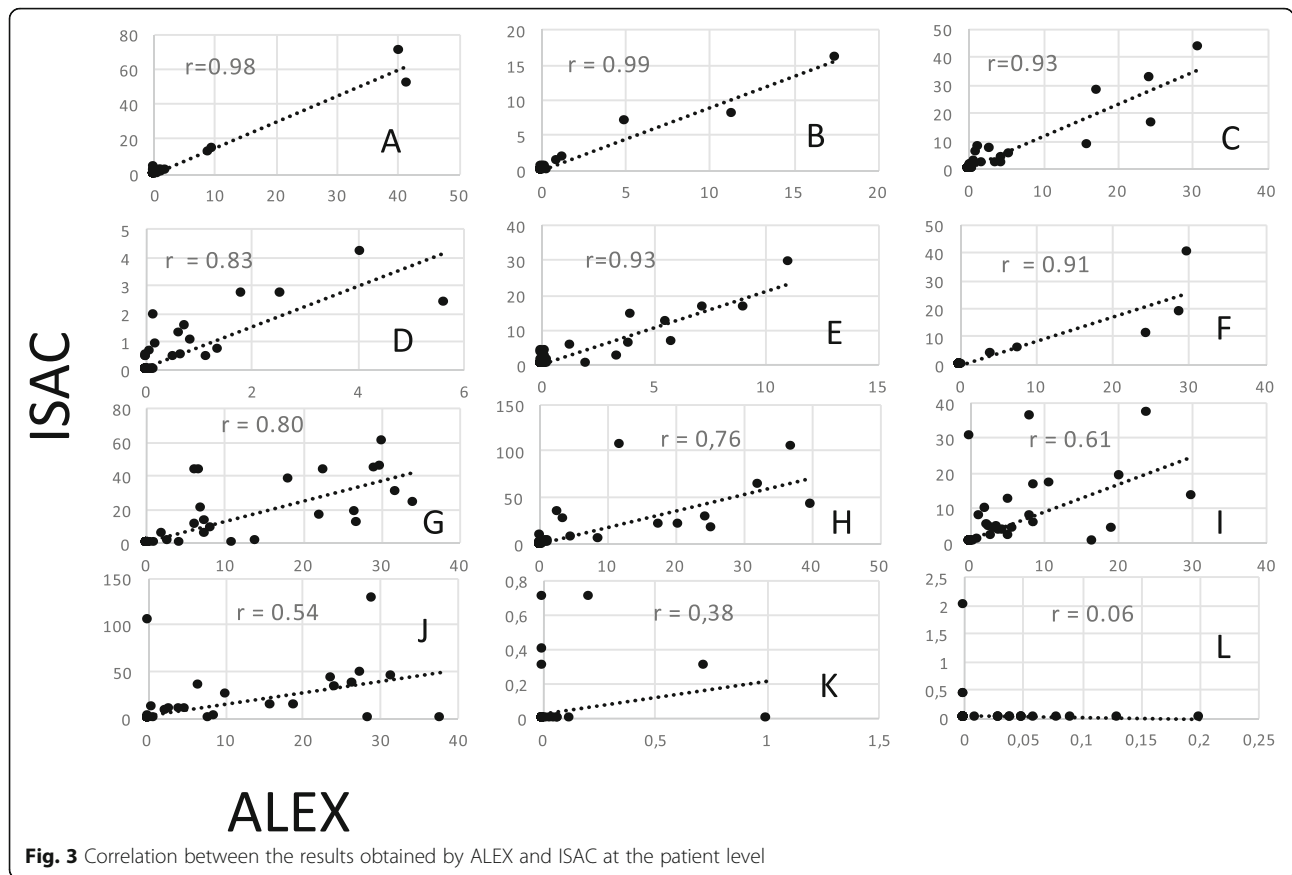 80
60
40
20
0
r=0.98
A
0 10 20 30 40 50
20
15
10
5
0
r = 0.99
B
0 5 10 15 20
50
40
30
20
10
0
r=0.93
C
0 10 20 30 40
5
4
3
2
1
0
r = 0.83
D
0 2 4 6
40
30
20
10
0
r=0.93
E
0 5 10 15
50
40
30
20
10
0
r = 0.91
F
0 10 20 30 40
ISAC
80
60
40
20
0
r = 0.80
G
0 10 20 30 40
150
100
50
0
r = 0,76
H
0 10 20 30 40 50
40
30
20
10
0
r = 0.61
I
0 10 20 30 40
150
100
50
0
r = 0.54
J
0 10 20 30 40
0,8
0,6
0,4
0,2
0
r = 0,38
K
0 0,5 1 1,5
2,5
2
1,5
1
0,5
0
r = 0.06
L
0 0,05 0,1 0,15 0,2 0,25
ALEX
Fig. 3 Correlation between the results obtained by ALEX and ISAC at the patient level